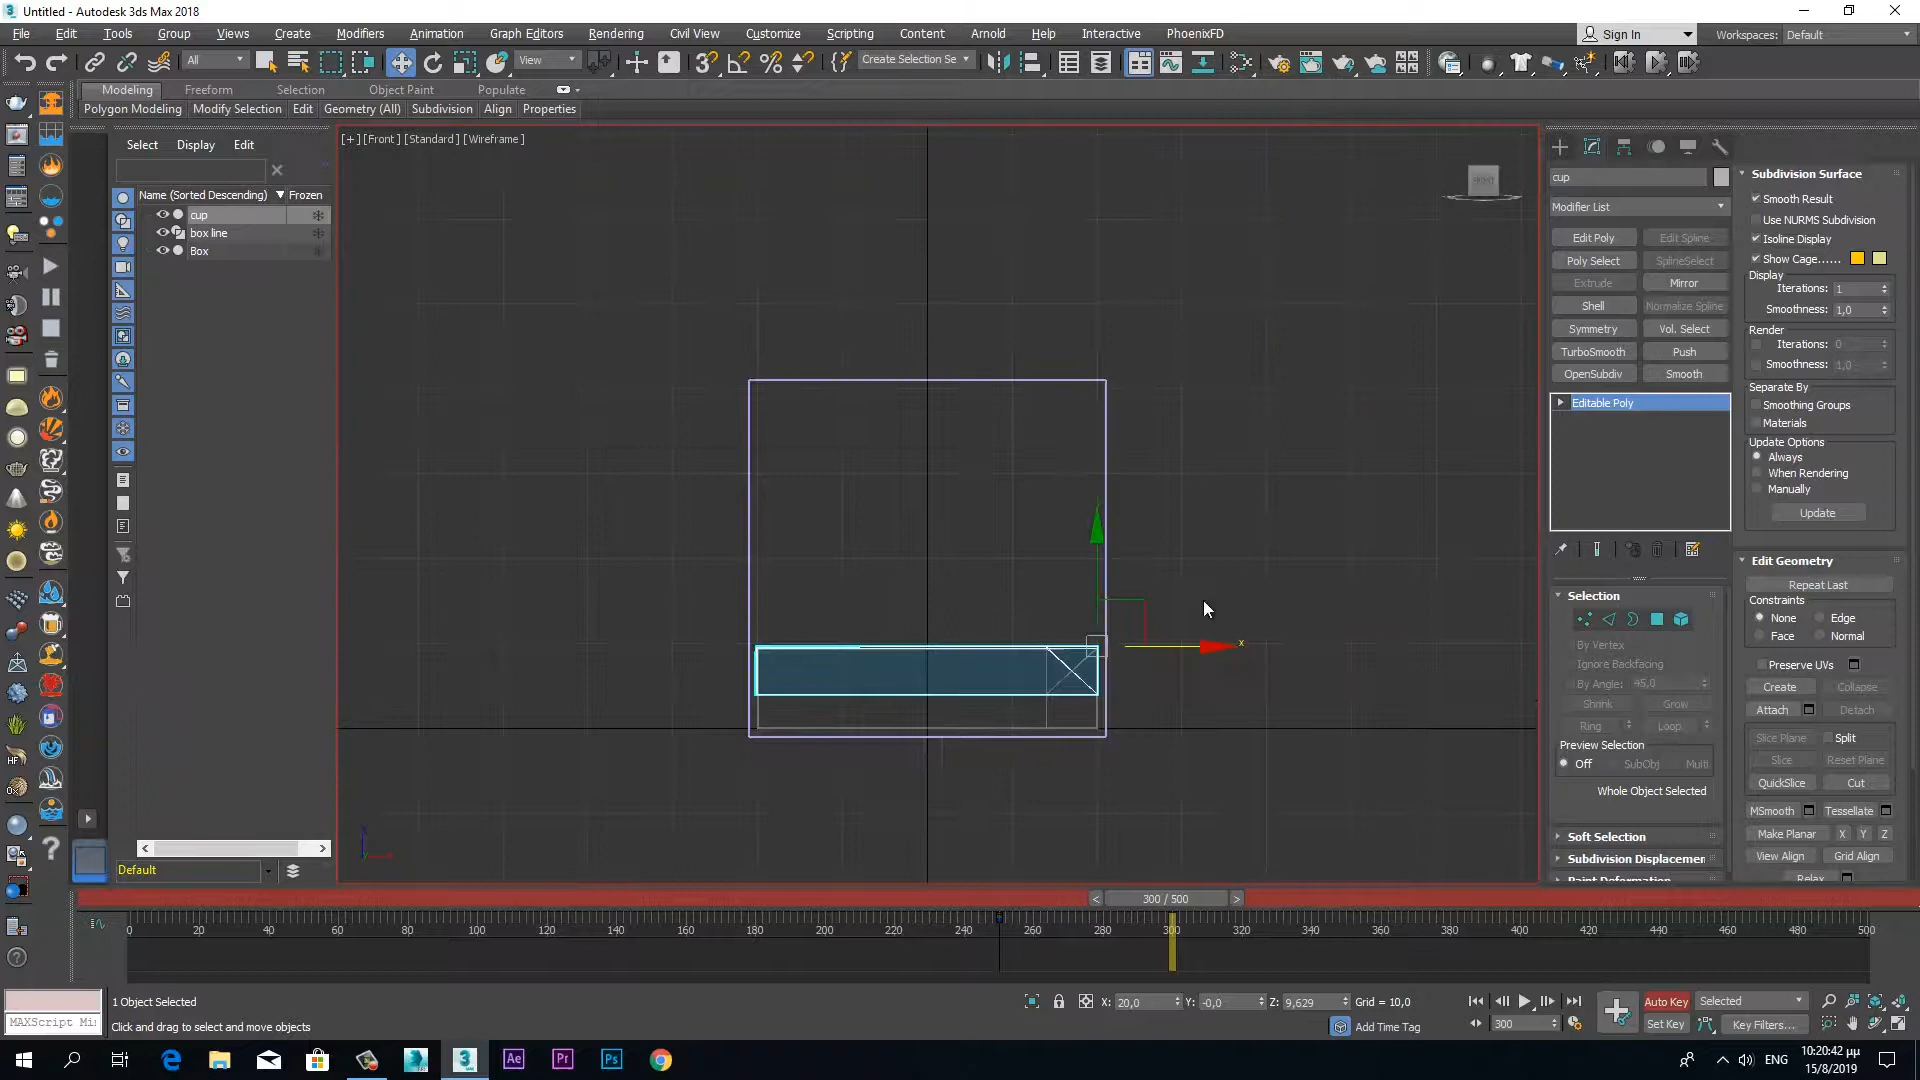 Untitled - Autodesk 3ds Max 2018
File Edit Tools Group Views Create Modifiers Animation Graph Editors Rendering Civil View Customize Scripting Content Arnold Help Interactive PhoenixFD
Sign In Workspaces: Default
All View Create Selection Se
Modeling Freeform Selection Object Paint Populate
Polygon Modeling Modify Selection Edit Geometry (All) Subdivision Align Properties
Select Display Edit
Name (Sorted Descending) Frozen
cup
box line
Box
Default
[+] [Front] [Standard] [Wireframe]
FRONT
x
cup
Modifier List
Edit Poly Edit Spline
Poly Select SplineSelect
Extrude Mirror
Shell Normalize Spline
Symmetry Vol. Select
TurboSmooth Push
OpenSubdiv Smooth
Editable Poly
Selection
By Vertex
Ignore Backfacing
By Angle: 45,0
Shrink Grow
Ring Loop
Preview Selection
Off SubObj Multi
Whole Object Selected
Soft Selection
Subdivision Displacemen
Paint Deformation
Subdivision Surface
Smooth Result
Use NURMS Subdivision
Isoline Display
Show Cage......
Display
Iterations: 1
Smoothness: 1,0
Render
Iterations: 0
Smoothness: 1,0
Separate By
Smoothing Groups
Materials
Update Options
Always
When Rendering
Manually
Update
Edit Geometry
Repeat Last
Constraints
None Edge
Face Normal
Preserve UVs
Create Collapse
Attach Detach
Slice Plane Split
Slice Reset Plane
QuickSlice Cut
MSmooth Tessellate
Make Planar X Y Z
View Align Grid Align
Relax
< 300 / 500 >
0 20 40 60 80 100 120 140 160 180 200 220 240 260 280 300 320 340 360 380 400 420 440 460 480 500
1 Object Selected
X: 20,0 Y: -0,0 Z: 9,629 Grid = 10,0
Auto Key Selected
MAXScript Mi
Click and drag to select and move objects
Add Time Tag
300
Set Key Key Filters...
Ae Pr Ps
ENG
10:20:42 μμ
15/8/2019